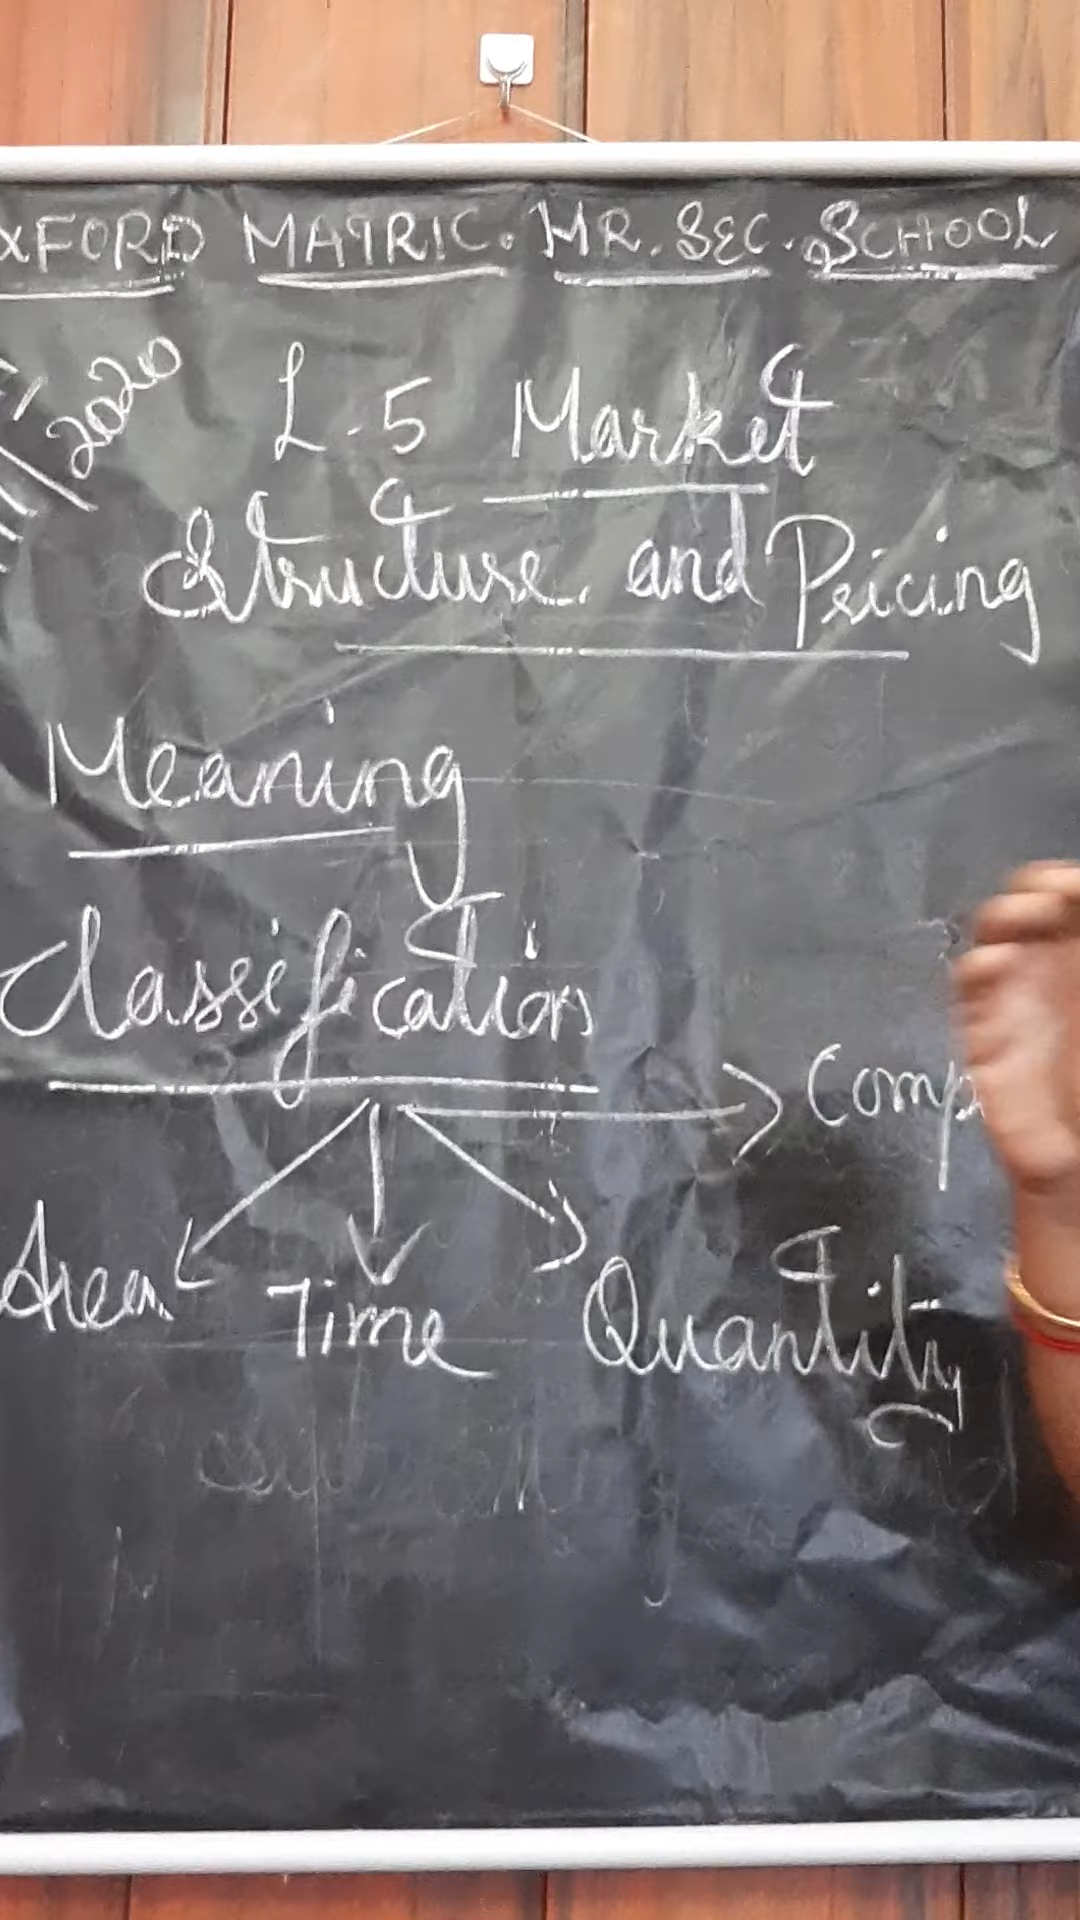 XFORD MATRIC. HR. SEC. SCHOOL
/2020
L-5 Market
Structure and Pricing
Meaning
Classification
Comp
Area Time Quantity